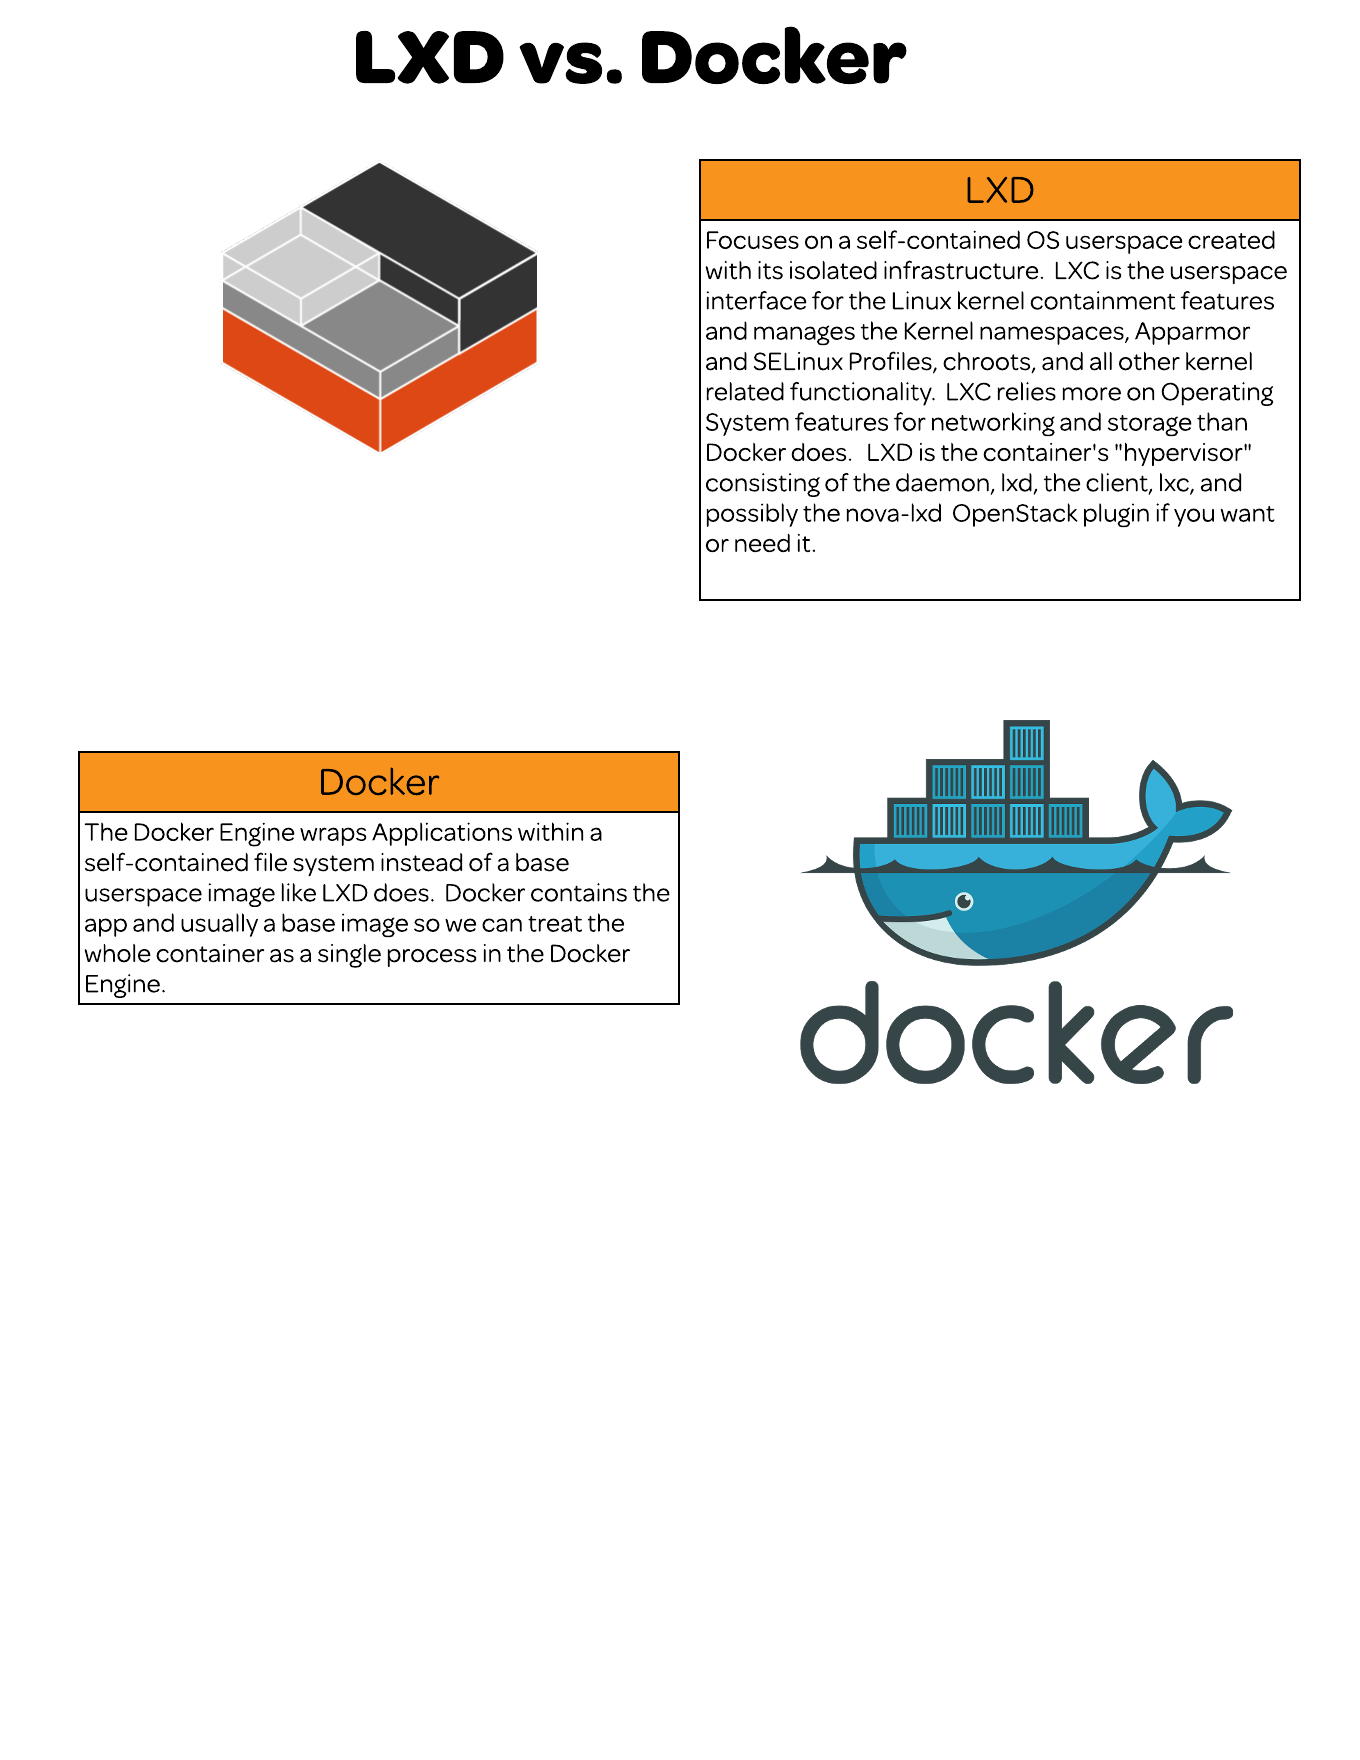 LXD vs. Docker
LXD
Focuses on a self-contained OS userspace created
with its isolated infrastructure.  LXC is the userspace
interface for the Linux kernel containment features
and manages the Kernel namespaces, Apparmor
and SELinux Profiles, chroots, and all other kernel
related functionality.  LXC relies more on Operating
System features for networking and storage than
Docker does.   LXD is the container's "hypervisor"
consisting of the daemon, lxd, the client, lxc, and
possibly the nova-lxd  OpenStack plugin if you want
or need it.
Docker
The Docker Engine wraps Applications within a
self-contained file system instead of a base
userspace image like LXD does.  Docker contains the
app and usually a base image so we can treat the
whole container as a single process in the Docker
Engine.
docker